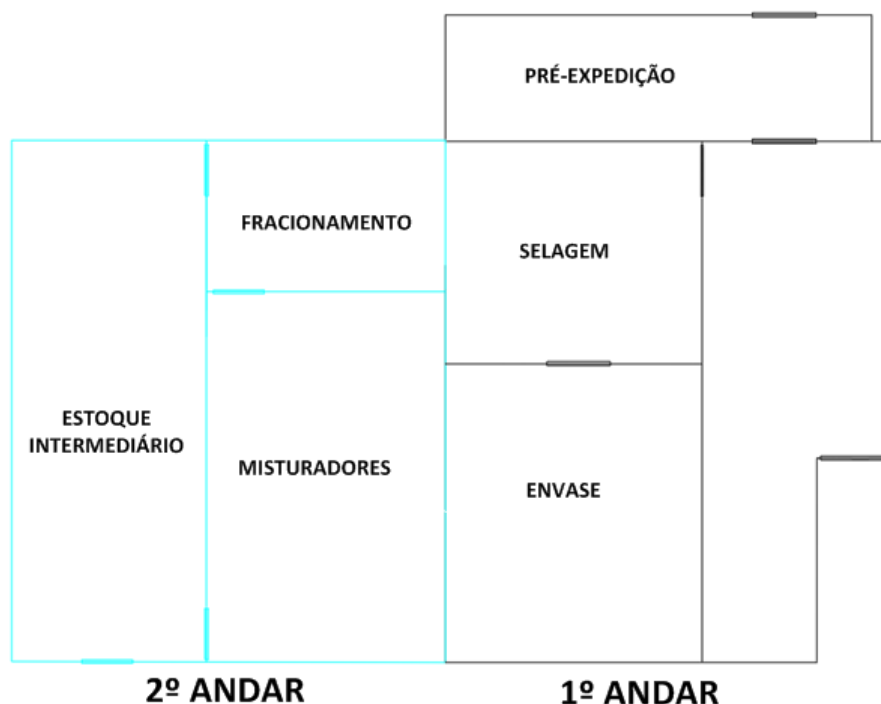 PRÉ-EXPEDIÇÃO
FRACIONAMENTO
SELAGEM
ESTOQUE
INTERMEDIÁRIO
MISTURADORES
ENVASE
2º ANDAR
1º ANDAR